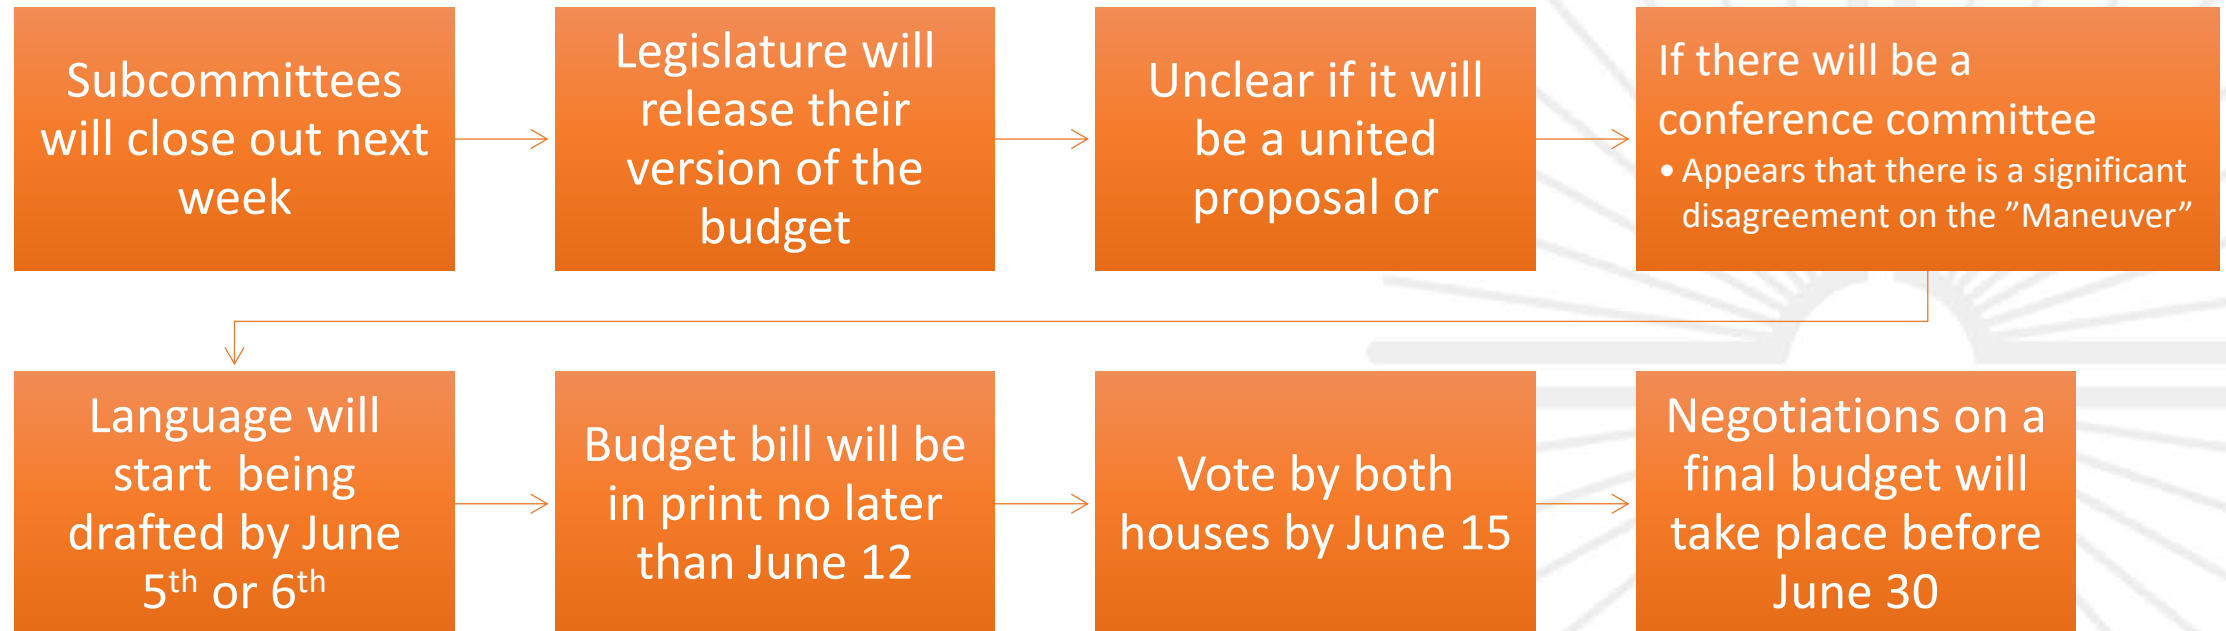 Subcommittees
will close out next
week
Legislature will
release their
version of the
budget
Unclear if it will
be a united
proposal or
If there will be a
conference committee
• Appears that there is a significant
disagreement on the ”Maneuver”
Language will
start  being
drafted by June
5th or 6th
Budget bill will be
in print no later
than June 12
Vote by both
houses by June 15
Negotiations on a
final budget will
take place before
June 30